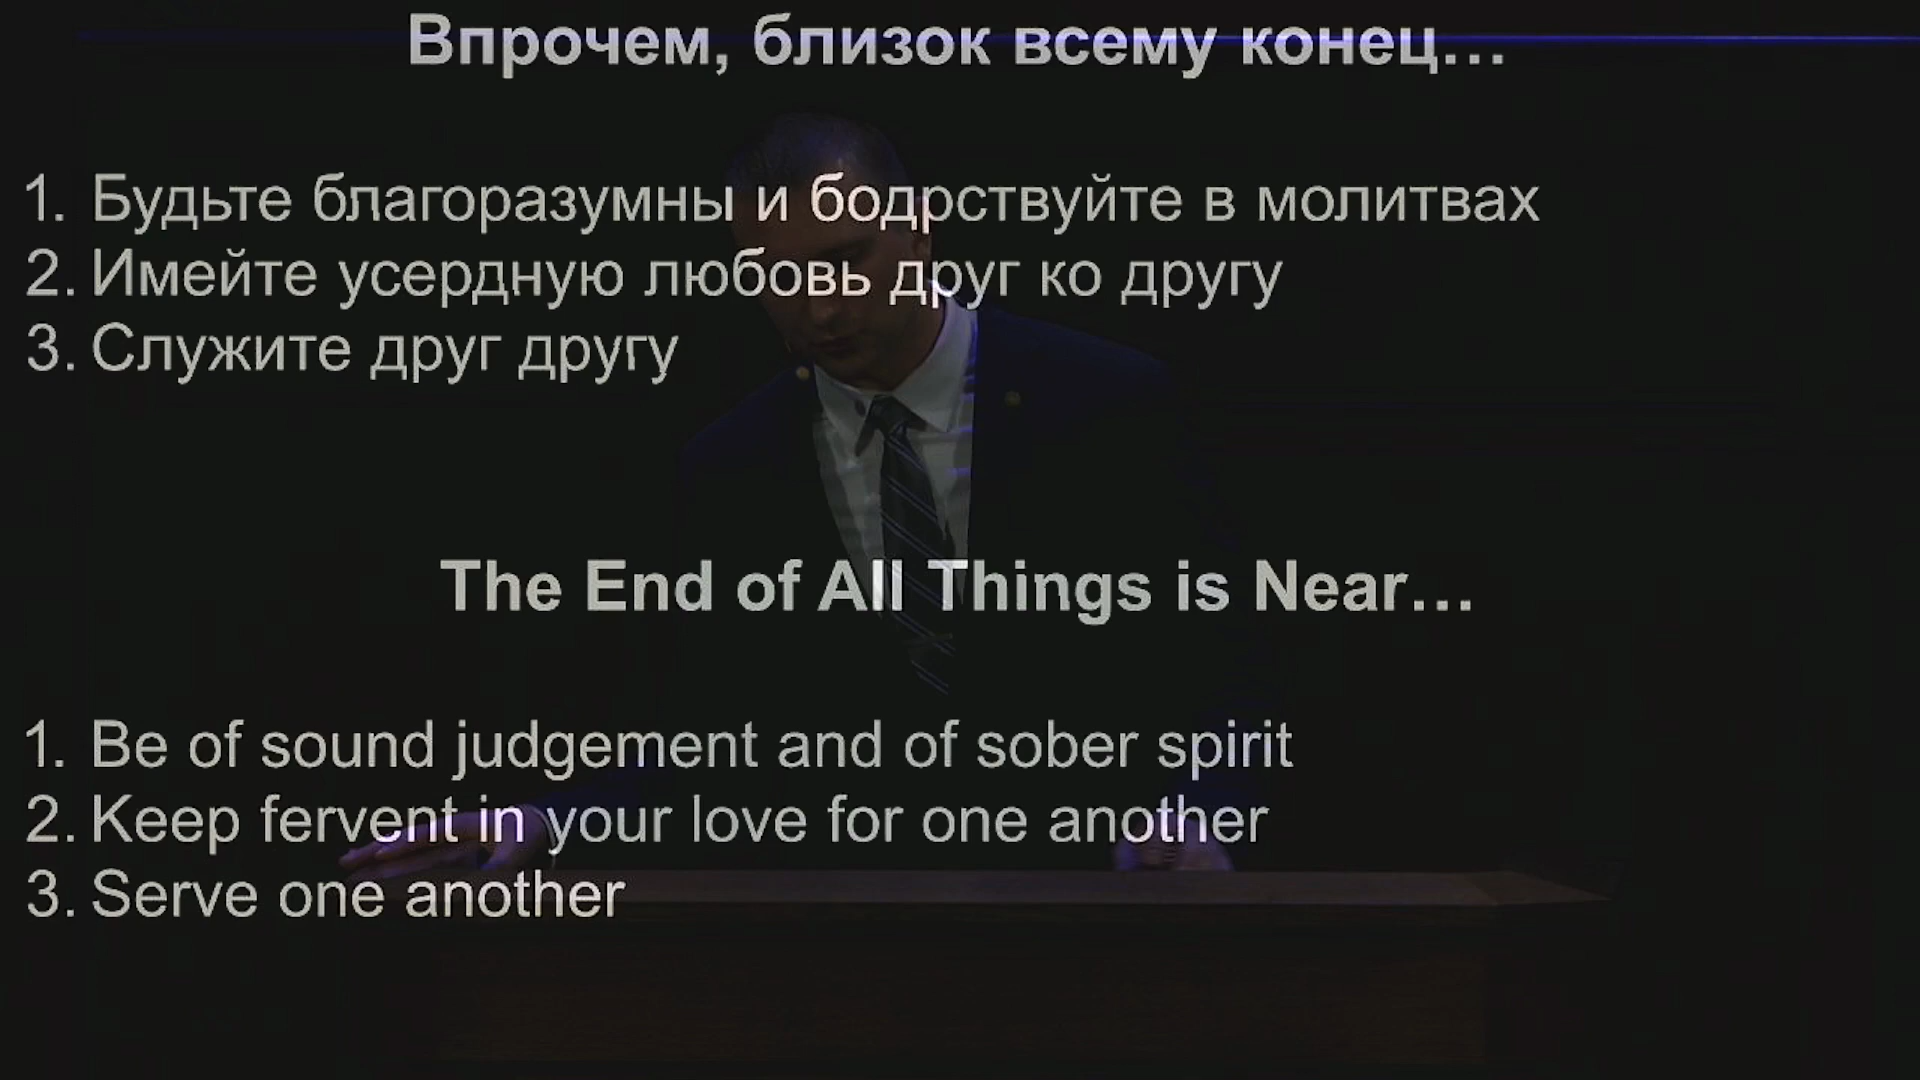 Впрочем, близок всему конец...
1. Будьте благоразумны и бодрствуйте в молитвах
2. Имейте усердную любовь друг ко другу
3. Служите друг другу
The End of All Things is Near...
1. Be of sound judgement and of sober spirit
2. Keep fervent in your love for one another
3. Serve one another